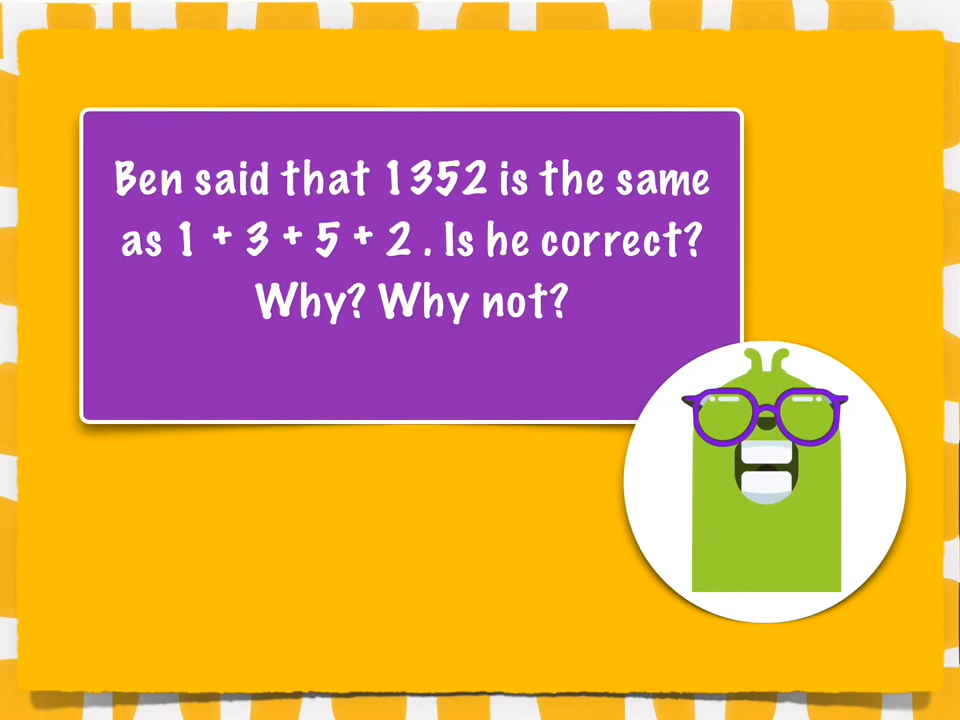 Ben said that 1352 is the same
as 1 + 3 + 5 + 2 . Is he correct?
Why? Why not?